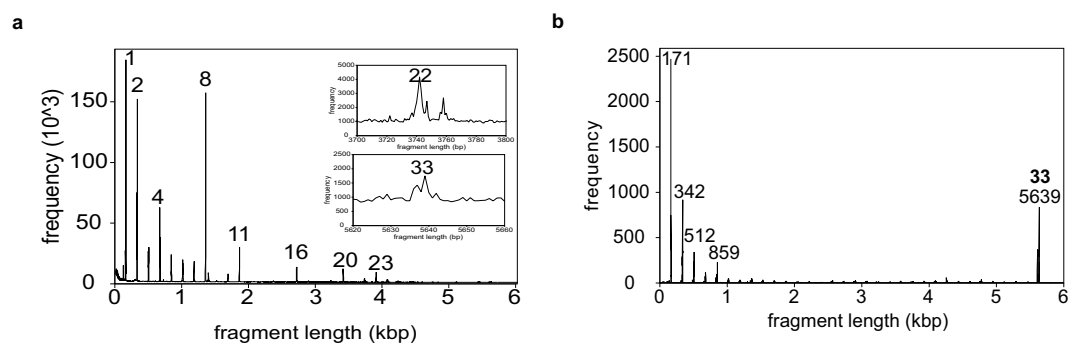 a
frequency (10^3)
150
100
50
0
1
2
4
8
11
16
20
23
0 1 2 3 4 5 6
fragment length (kbp)
frequency
5000
4000
3000
2000
1000
0
22
3700 3720 3740 3760 3780 3800
fragment length (bp)
frequency
2500
2000
1500
1000
500
0
33
5620 5630 5640 5650 5660
fragment length (bp)
b
frequency
2500
2000
1500
1000
500
0
171
342
512
859
33
5639
0 1 2 3 4 5 6
fragment length (kbp)